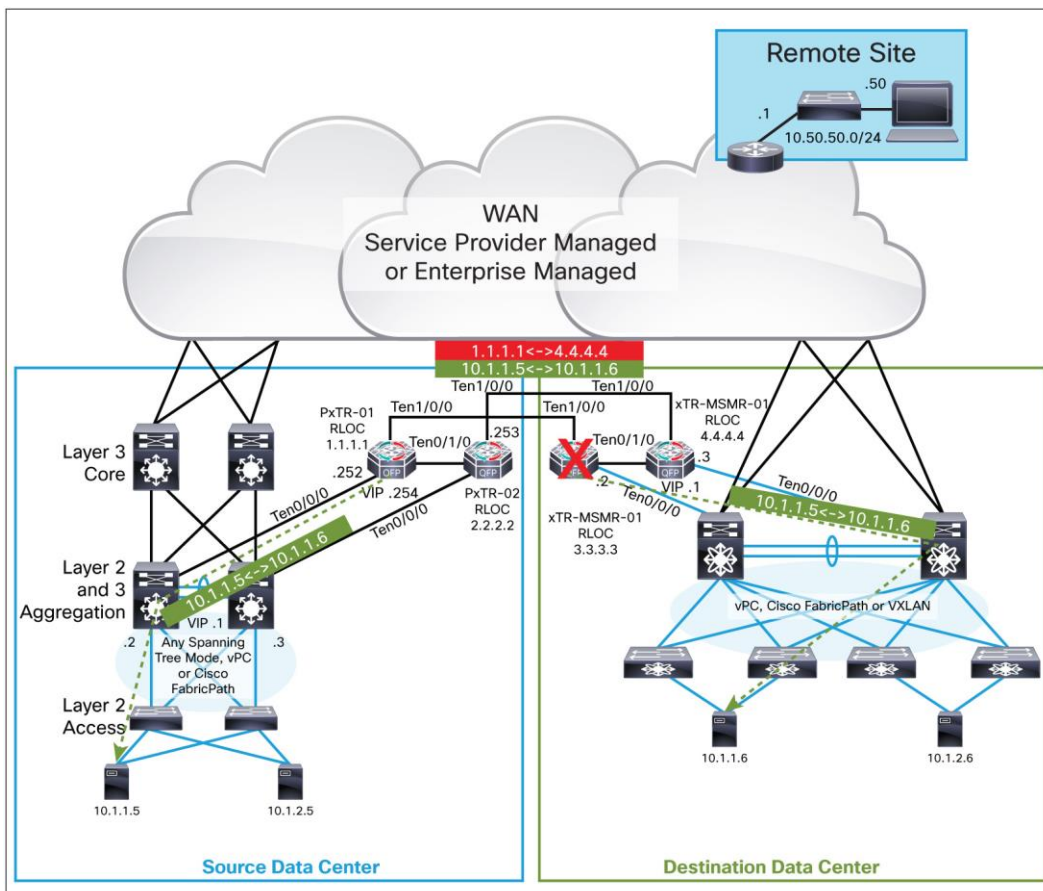 Remote Site
.50
.1
10.50.50.0/24
WAN
Service Provider Managed
or Enterprise Managed
1.1.1.1<->4.4.4.4
10.1.1.5<->10.1.1.6
Ten1/0/0
PxTR-01
RLOC
1.1.1.1
Ten1/0/0
Ten1/0/0
xTR-MSMR-01
RLOC
4.4.4.4
Layer 3
Core
.252
Ten0/1/0
.253
OFP
OFP
VIP .254
PxTR-02
RLOC
2.2.2.2
Ten0/0/0
Ten0/0/0
Ten0/1/0
.3
OFP
OFP
.2
VIP .1
Ten0/0/0
Ten0/0/0
xTR-MSMR-01
RLOC
3.3.3.3
10.1.1.5<->10.1.1.6
10.1.1.5<->10.1.1.6
Layer 2
and 3
Aggregation
VIP .1
.2
.3
Any Spanning
Tree Mode, vPC
or Cisco
FabricPath
vPC, Cisco FabricPath or VXLAN
Layer 2
Access
10.1.1.5
10.1.2.5
10.1.1.6
10.1.2.6
Source Data Center
Destination Data Center